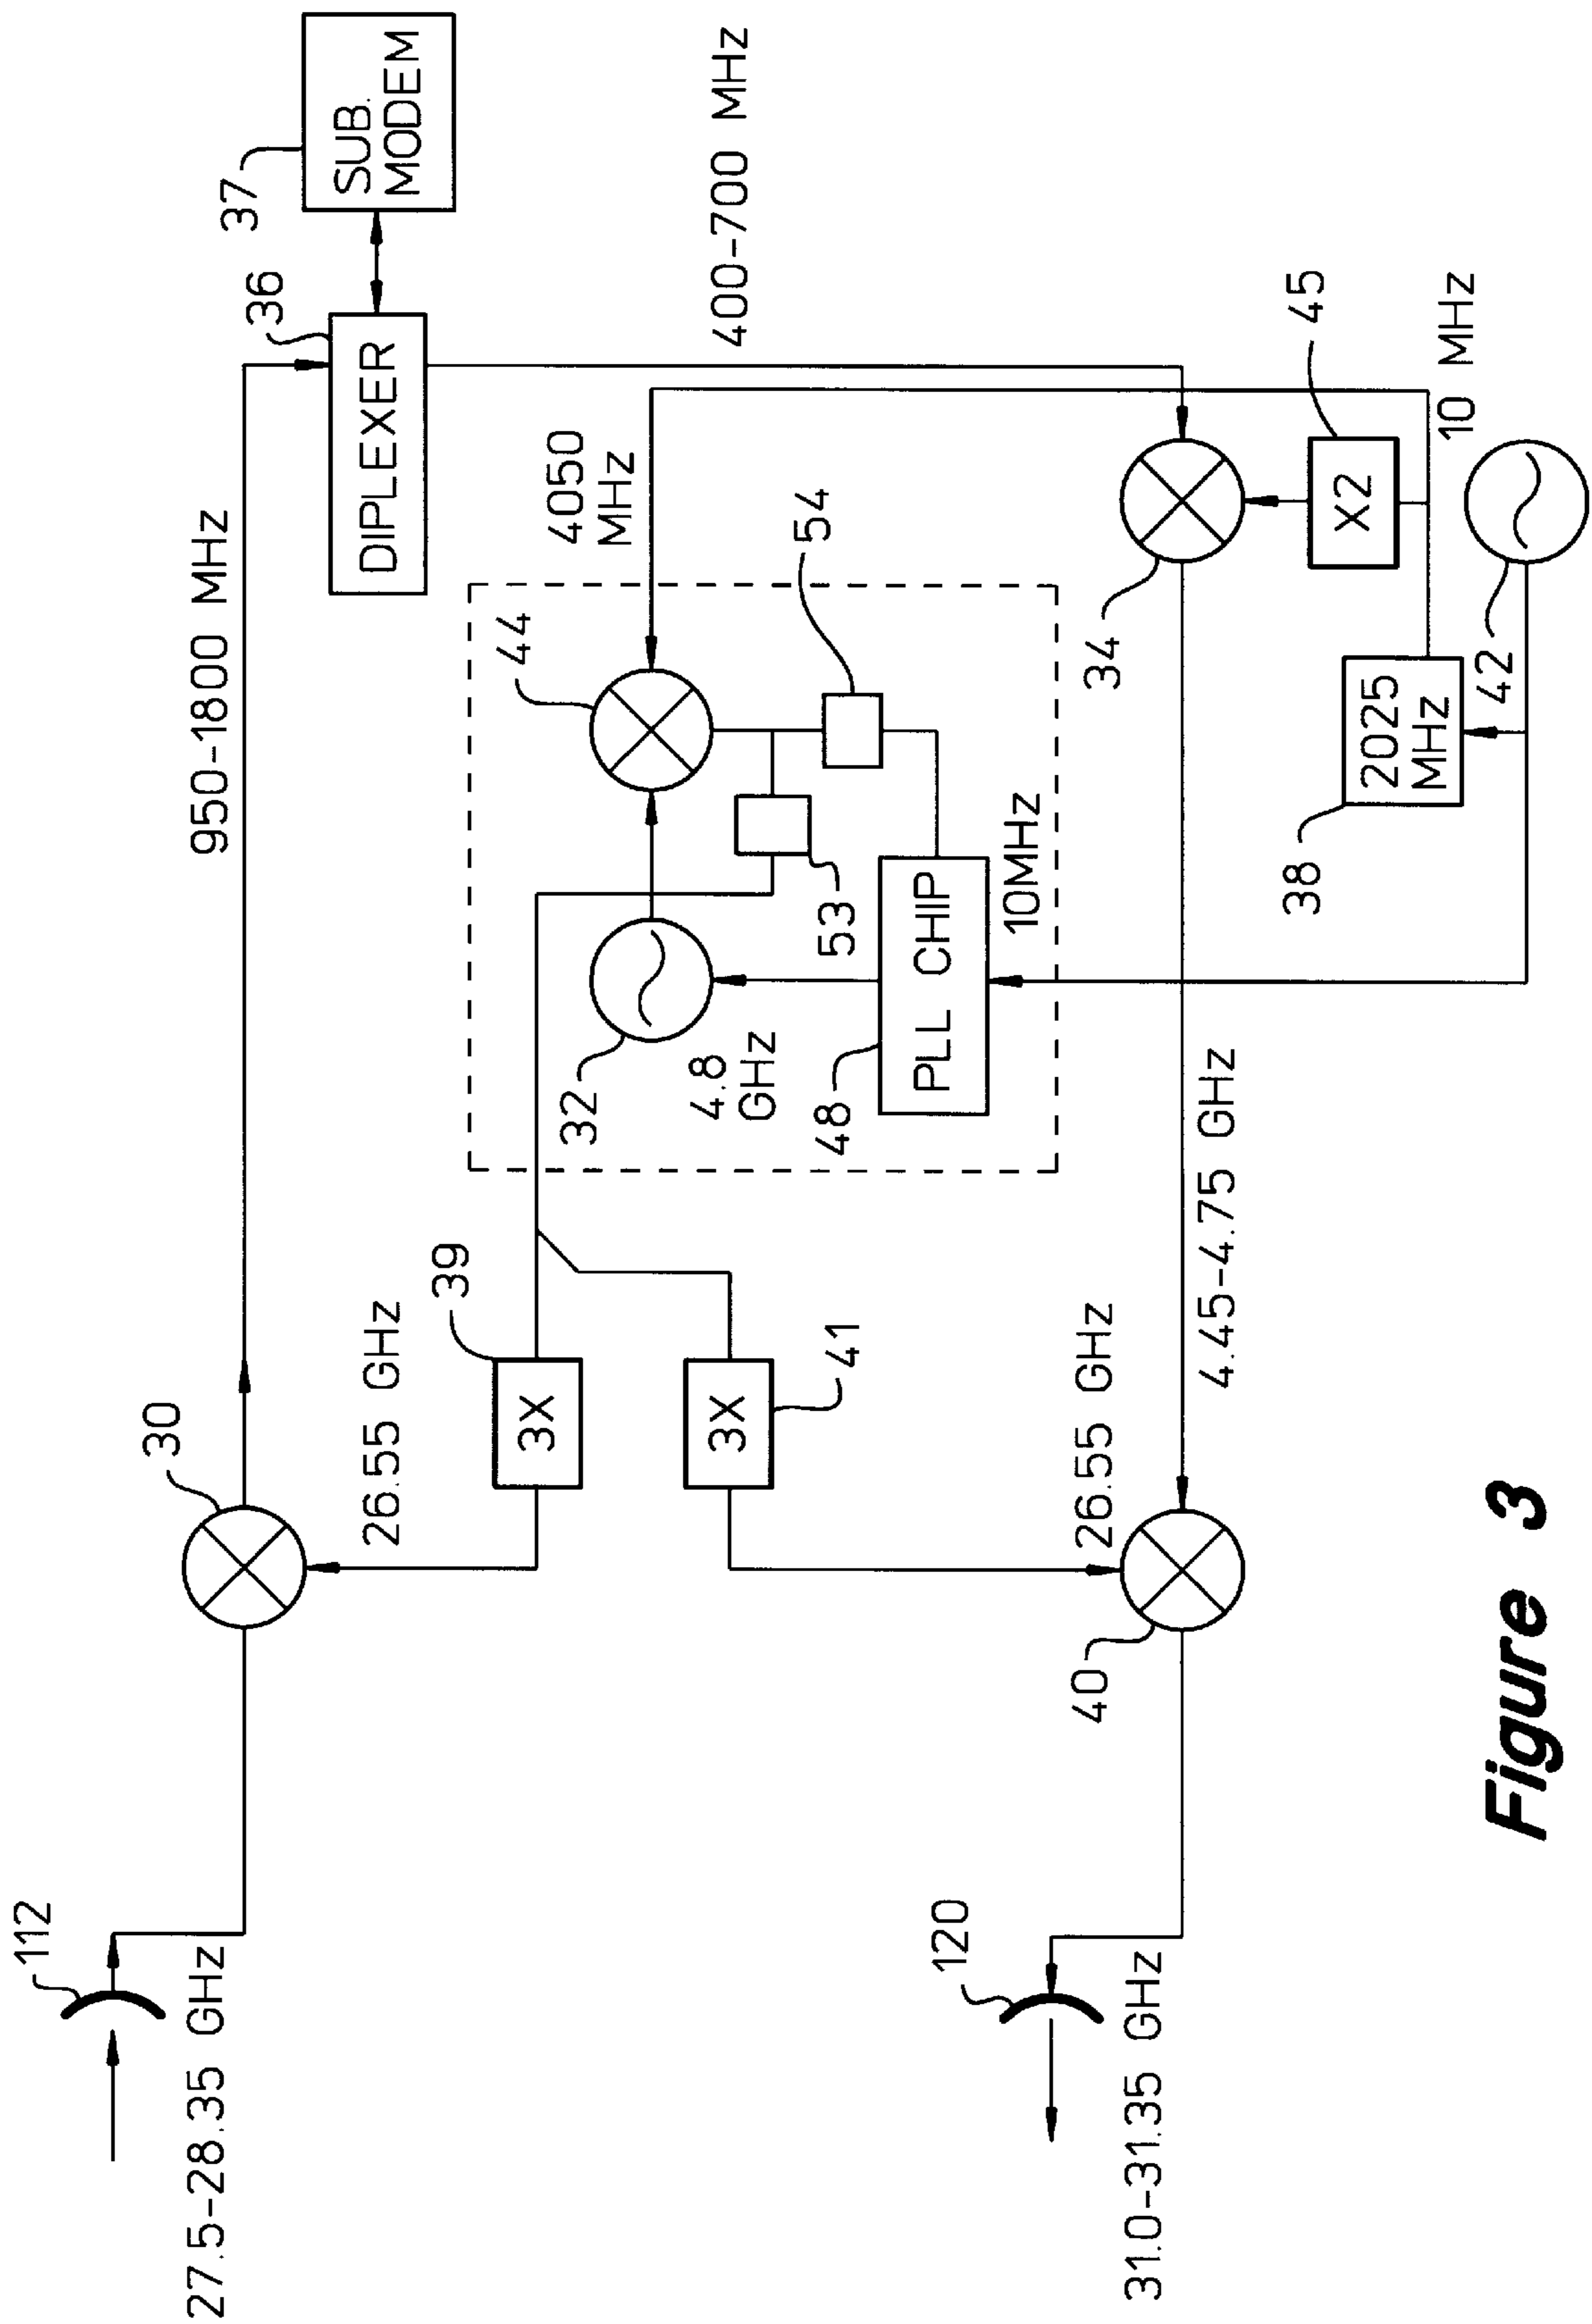 112
27.5-28.35 GHz
30
950-1800 MHz
36
DIPLEXER
37
SUB.
MODEM
26.55 GHz
39
3X
3X
41
32
4.8
GHz
44
4050
MHz
53
54
48
PLL CHIP
10MHz
400-700 MHz
120
31.0-31.35 GHz
40
26.55 GHz
4.45-4.75 GHz
34
X2
45
38
2025
MHz
42
10 MHz
Figure 3